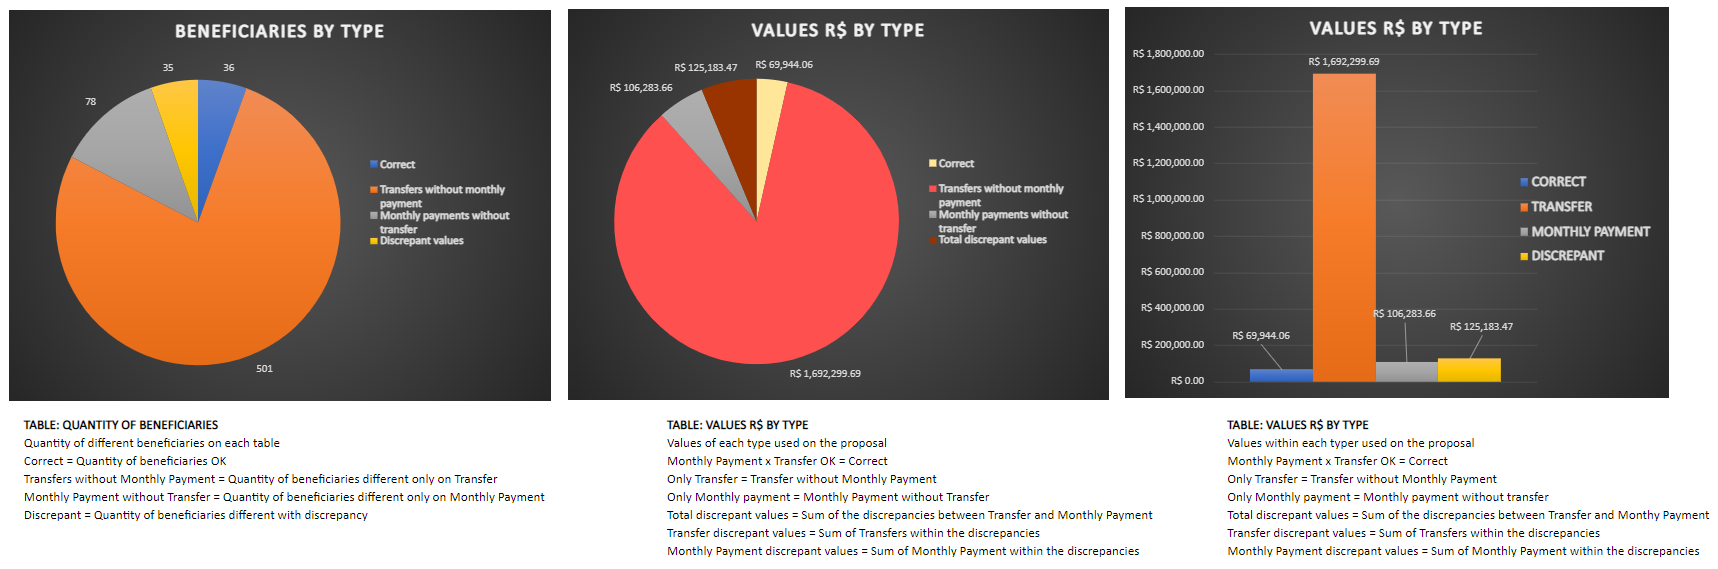 BENEFICIARIES BY TYPE
35
36
78
501
Correct
Transfers without monthly
payment
Monthly payments without
transfer
Discrepant values
VALUES R$ BY TYPE
R$ 125,183.47
R$ 69,944.06
R$ 106,283.66
R$ 1,692,299.69
Correct
Transfers without monthly
payment
Monthly payments without
transfer
Total discrepant values
VALUES R$ BY TYPE
R$ 1,800,000.00
R$ 1,600,000.00
R$ 1,400,000.00
R$ 1,200,000.00
R$ 1,000,000.00
R$ 800,000.00
R$ 600,000.00
R$ 400,000.00
R$ 200,000.00
R$ 0.00
R$ 1,692,299.69
R$ 69,944.06
R$ 106,283.66
R$ 125,183.47
CORRECT
TRANSFER
MONTHLY PAYMENT
DISCREPANT
TABLE: QUANTITY OF BENEFICIARIES
Quantity of different beneficiaries on each table
Correct = Quantity of beneficiaries OK
Transfers without Monthly Payment = Quantity of beneficiaries different only on Transfer
Monthly Payment without Transfer = Quantity of beneficiaries different only on Monthly Payment
Discrepant = Quantity of beneficiaries different with discrepancy
TABLE: VALUES R$ BY TYPE
Values of each type used on the proposal
Monthly Payment x Transfer OK = Correct
Only Transfer = Transfer without Monthly Payment
Only Monthly payment = Monthly Payment without Transfer
Total discrepant values = Sum of the discrepancies between Transfer and Monthly Payment
Transfer discrepant values = Sum of Transfers within the discrepancies
Monthly Payment discrepant values = Sum of Monthly Payment within the discrepancies
TABLE: VALUES R$ BY TYPE
Values within each typer used on the proposal
Monthly Payment x Transfer OK = Correct
Only Transfer = Transfer without Monthly Payment
Only Monthly payment = Monthly payment without transfer
Total discrepant values = Sum of the discrepancies between Transfer and Monthy Payment
Transfer discrepant values = Sum of Transfers within the discrepancies
Monthly Payment discrepant values = Sum of Monthly Payment within the discrepancies